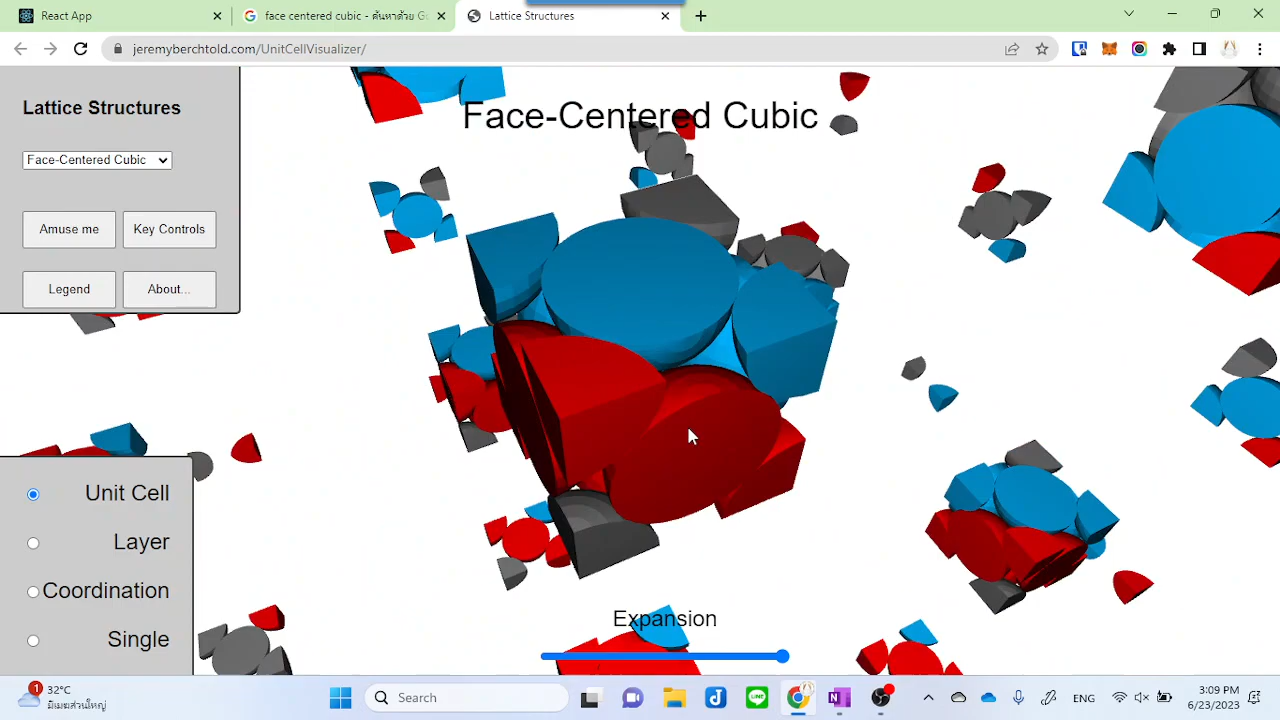 React App
face centered cubic - ค้นหาด้วย G
Lattice Structures
jeremyberchtold.com/UnitCellVisualizer/
Lattice Structures
Face-Centered Cubic
Face-Centered Cubic
Amuse me
Key Controls
Legend
About...
Unit Cell
Layer
Coordination
Single
Expansion
1
32°C
Search
ENG
8:09 PM
6/23/2023